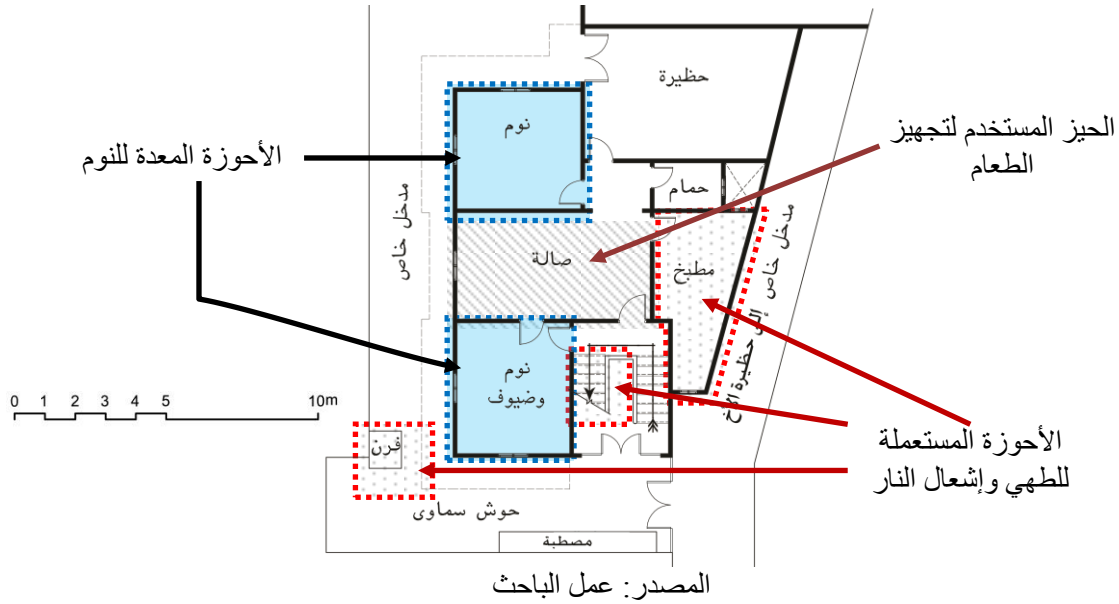 حظيرة
نوم
الحيز المستخدم لتجهيز
الطعام
الأحوزة المعدة للنوم
حمام
مدخل خاص
صالة
مطبخ
مدخل خاص إلى حظيرة الأخ
نوم
وضيوف
0 1 2 3 4 5 10m
فرن
الأحوزة المستعملة
للطهي وإشعال النار
حوش سماوى
مصطبة
المصدر: عمل الباحث